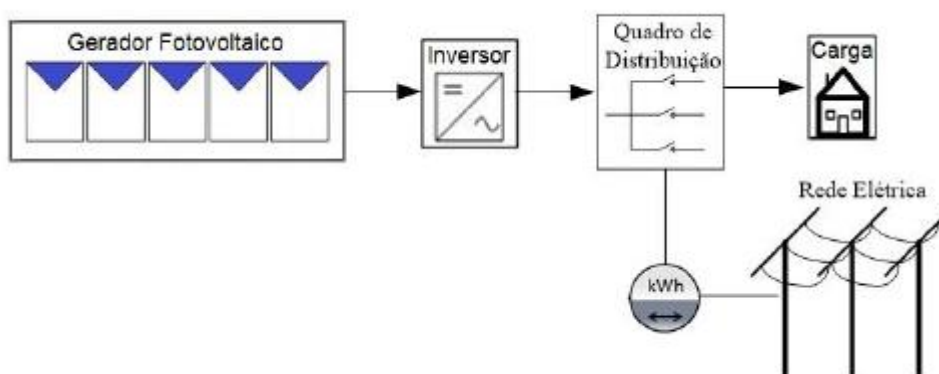 Gerador Fotovoltaico
Inversor
Quadro de
Distribuição
Carga
Rede Elétrica
kWh